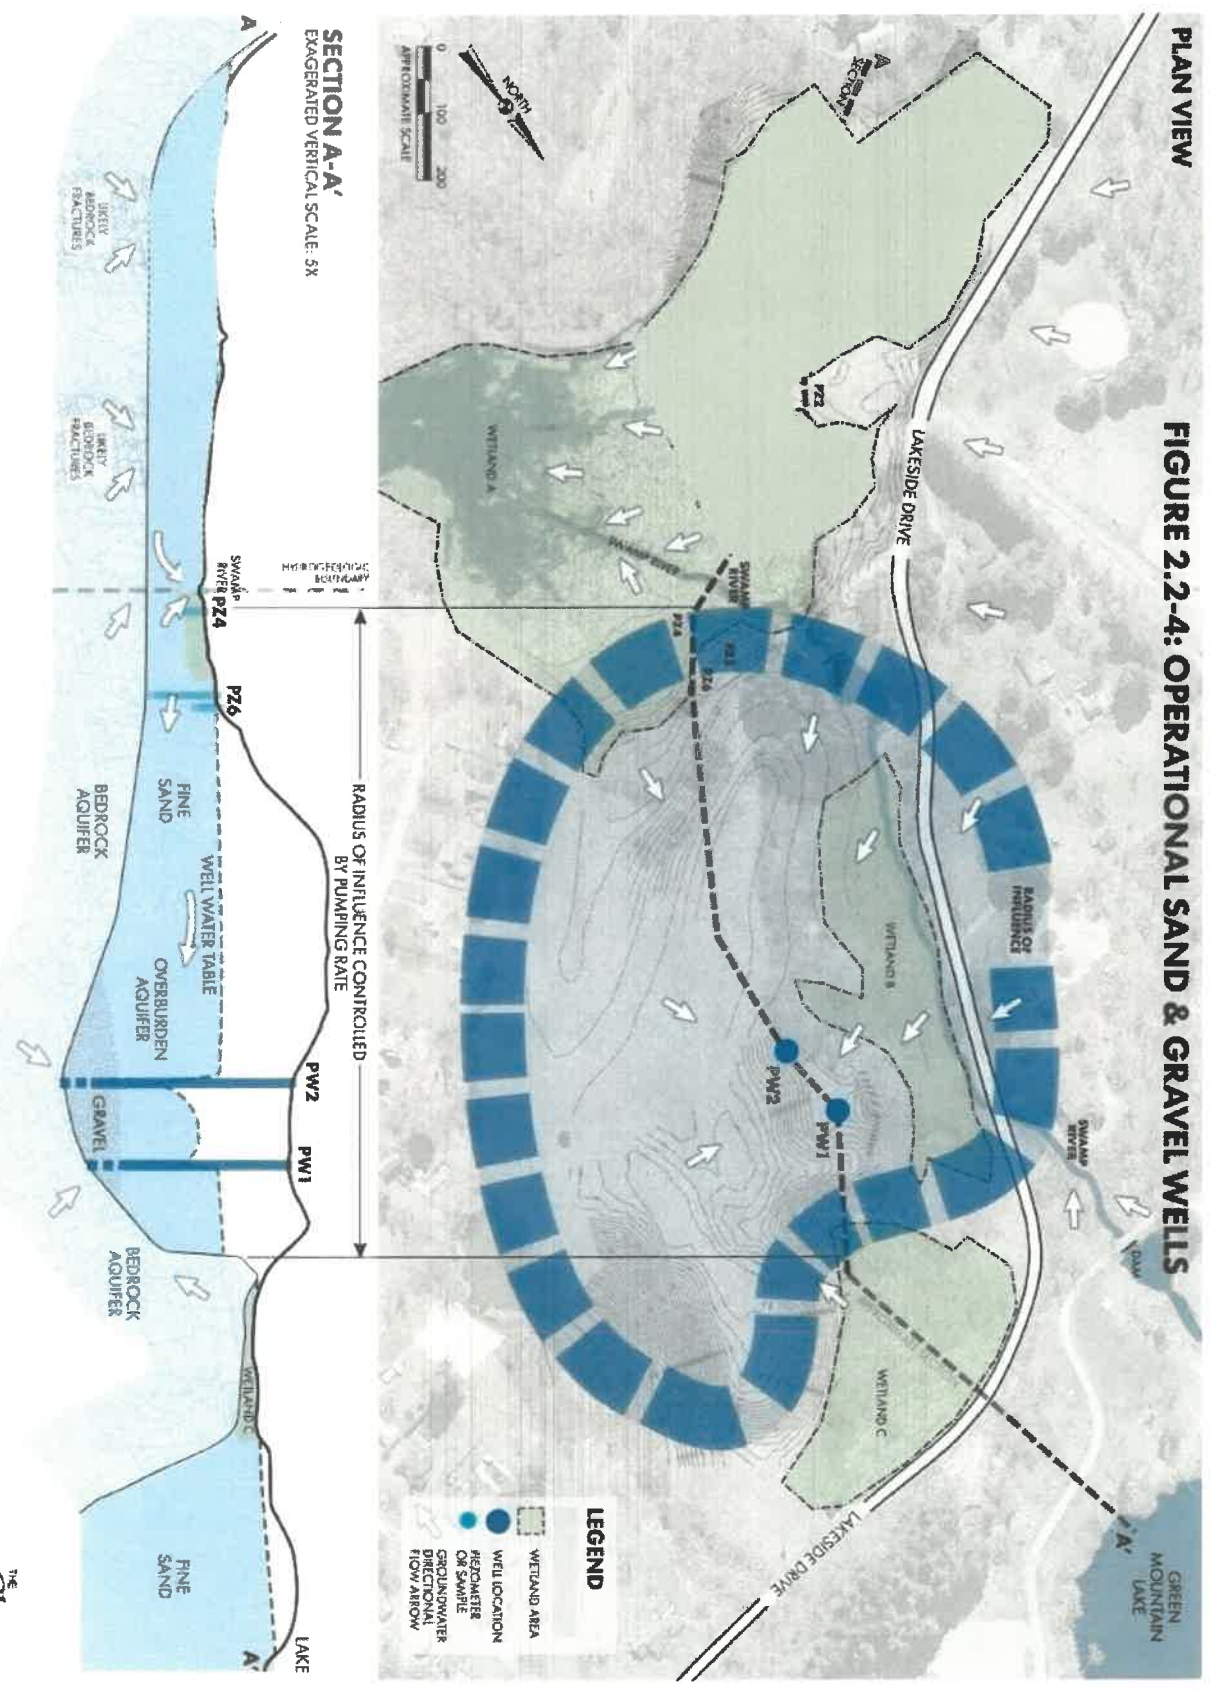 FIGURE 2.2-4: OPERATIONAL SAND & GRAVEL WELLS
PLAN VIEW
A
SECTION
NORTH
0 100 200
APPROXIMATE SCALE
LAKESIDE DRIVE
PZ2
WETLAND A
SWAMP RIVER
SWAMP
RIVER
PZ4
PZ6
RADIUS OF
INFLUENCE
WETLAND B
PW2
PW1
SWAMP
RIVER
DAM
WETLAND C
LAKESIDE DRIVE
A'
GREEN
MOUNTAIN
LAKE
LEGEND
WETLAND AREA
WELL LOCATION
PIEZOMETER
OR SAMPLE
GROUNDWATER
DIRECTIONAL
FLOW ARROW
SECTION A-A'
EXAGERATED VERTICAL SCALE: 5X
A
HYDROGEOLOGIC
BOUNDARY
RADIUS OF INFLUENCE CONTROLLED
BY PUMPING RATE
SWAMP
RIVER
PZ4
PZ6
PW2
PW1
LAKE
A'
WELL WATER TABLE
FINE
SAND
OVERBURDEN
AQUIFER
GRAVEL
WETLAND C
FINE
SAND
LIKELY
BEDROCK
FRACTURES
LIKELY
BEDROCK
FRACTURES
BEDROCK
AQUIFER
BEDROCK
AQUIFER
THE